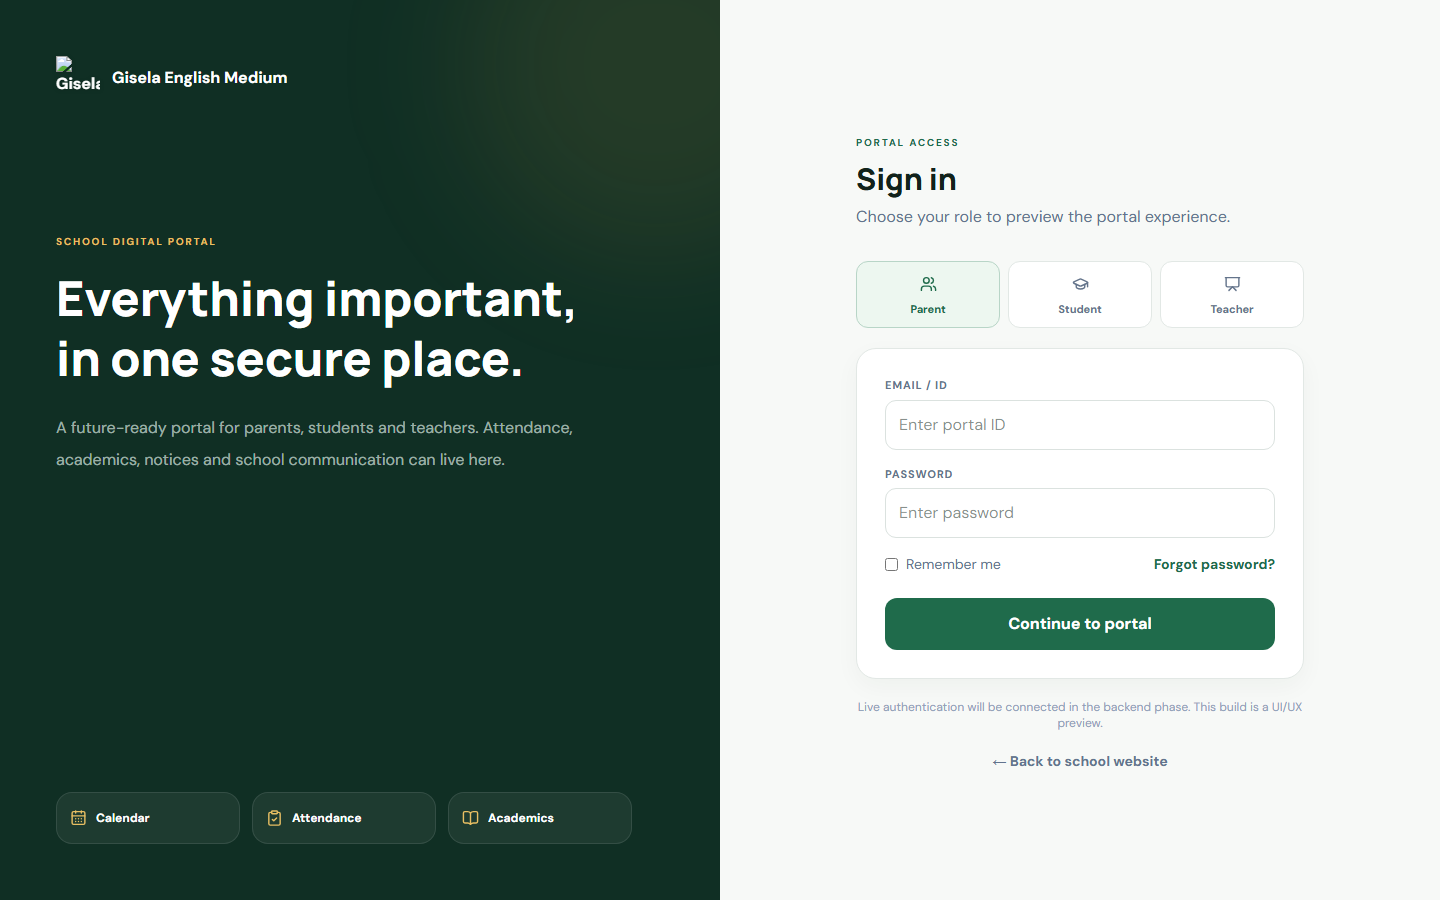 Gisela
Gisela English Medium
SCHOOL DIGITAL PORTAL
Everything important,
in one secure place.
A future-ready portal for parents, students and teachers. Attendance,
academics, notices and school communication can live here.
Calendar
Attendance
Academics
PORTAL ACCESS
Sign in
Choose your role to preview the portal experience.
Parent
Student
Teacher
EMAIL / ID
Enter portal ID
PASSWORD
Enter password
Remember me
Forgot password?
Continue to portal
Live authentication will be connected in the backend phase. This build is a UI/UX
preview.
← Back to school website